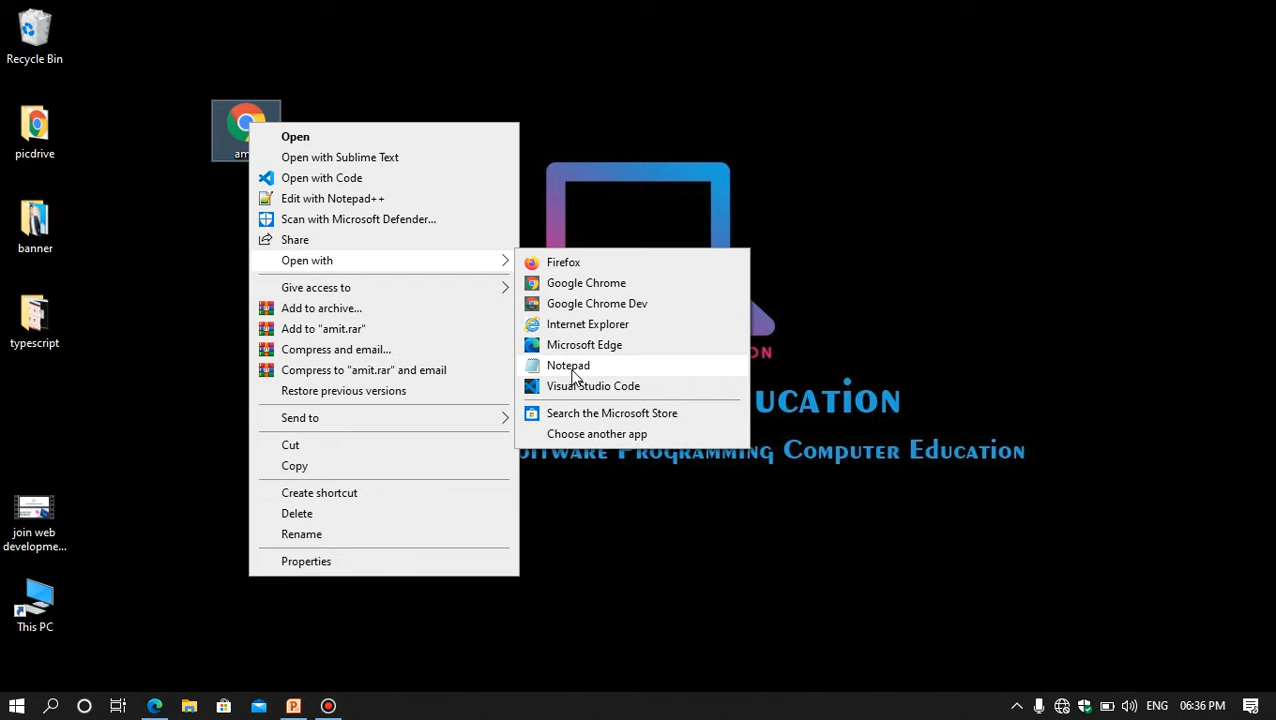 Recycle Bin
picdrive
banner
typescript
join web
developme...
This PC
Open
Open with Sublime Text
Open with Code
Edit with Notepad++
Scan with Microsoft Defender...
Share
Open with
Give access to
Add to archive...
Add to "amit.rar"
Compress and email...
Compress to "amit.rar" and email
Restore previous versions
Send to
Cut
Copy
Create shortcut
Delete
Rename
Properties
Firefox
Google Chrome
Google Chrome Dev
Internet Explorer
Microsoft Edge
Notepad
Visual Studio Code
Search the Microsoft Store
Choose another app
Programming Computer Education
ENG
06:36 PM